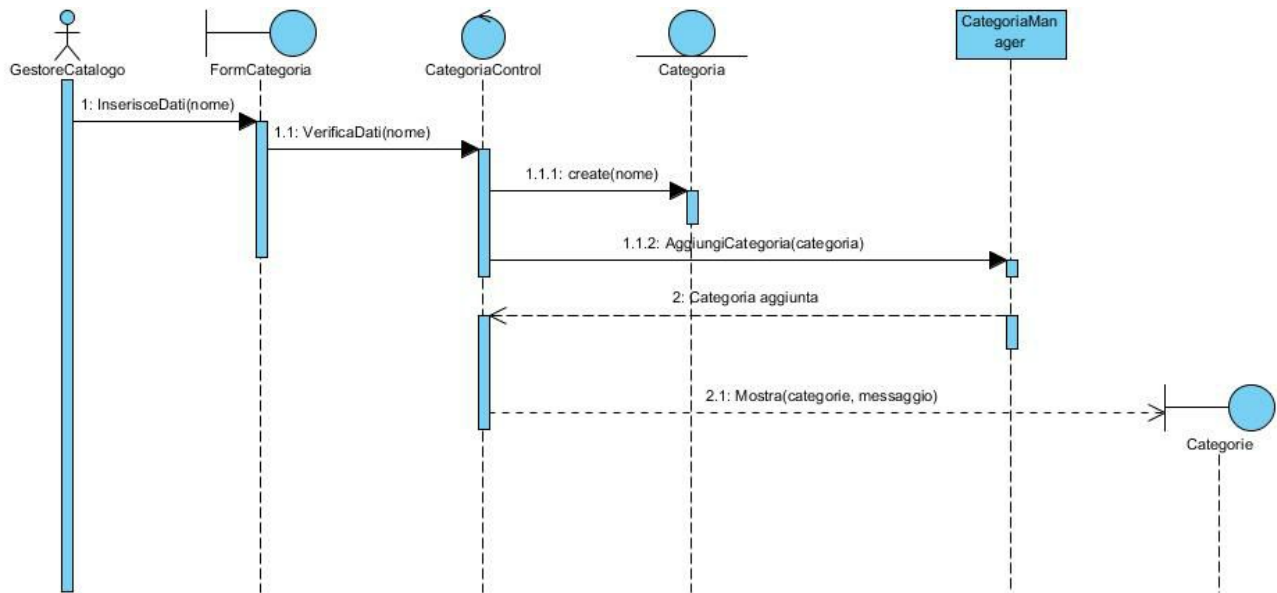 CategoriaMan
ager
GestoreCatalogo
FormCategoria
CategoriaControl
Categoria
1: InserisceDati(nome)
1.1: VerificaDati(nome)
1.1.1: create(nome)
1.1.2: AggiungiCategoria(categoria)
2: Categoria aggiunta
2.1: Mostra(categorie, messaggio)
Categorie